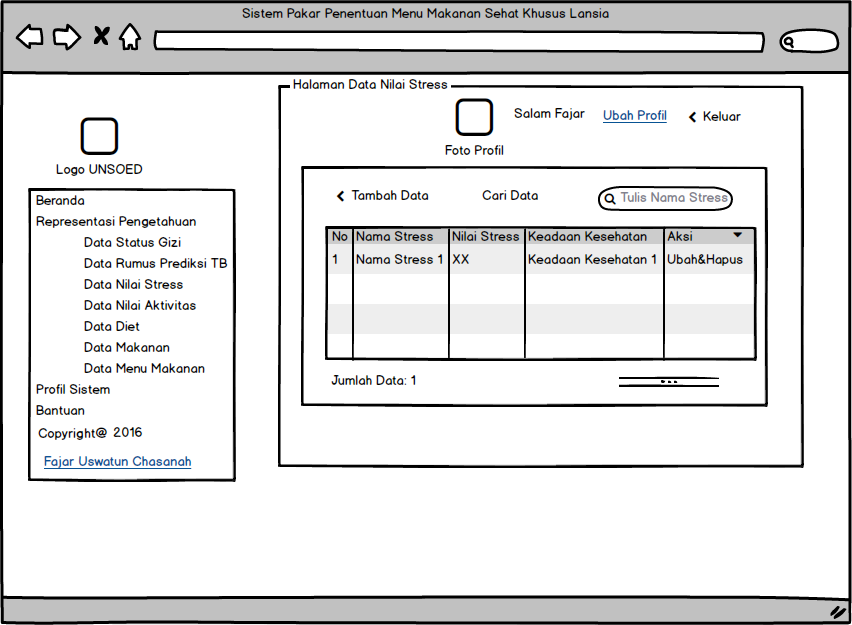 Sistem Pakar Penentuan Menu Makanan Sehat Khusus Lansia
Logo UNSOED
Beranda
Representasi Pengetahuan
Data Status Gizi
Data Rumus Prediksi TB
Data Nilai Stress
Data Nilai Aktivitas
Data Diet
Data Makanan
Data Menu Makanan
Profil Sistem
Bantuan
Copyright@ 2016
Fajar Uswatun Chasanah
Halaman Data Nilai Stress
Salam Fajar Ubah Profil Keluar
Foto Profil
Tambah Data Cari Data Tulis Nama Stress
No Nama Stress Nilai Stress Keadaan Kesehatan Aksi
1 Nama Stress 1 XX Keadaan Kesehatan 1 Ubah&Hapus
Jumlah Data: 1